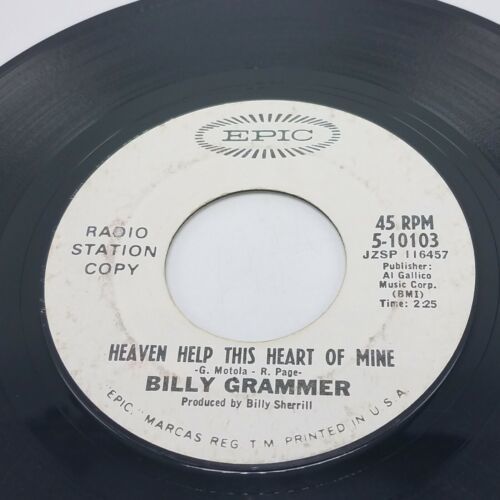 EPIC
RADIO
STATION
COPY
45 RPM
5-10103
JZSP 116457
Publisher:
Al Gallico
Music Corp.
(BMI)
Time: 2:25
HEAVEN HELP THIS HEART OF MINE
-G. Motola - R. Page-
BILLY GRAMMER
Produced by Billy Sherrill
"EPIC," MARCAS REG. T M PRINTED IN U.S.A.